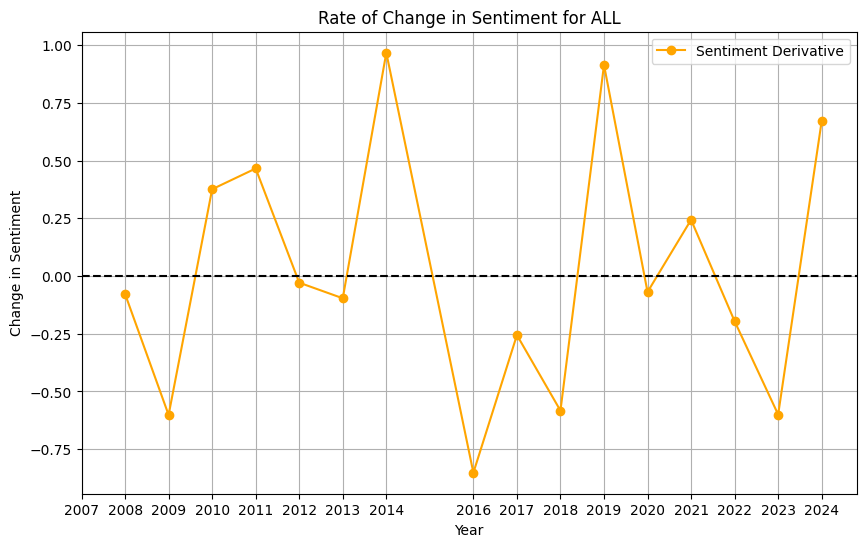 Rate of Change in Sentiment for ALL
Sentiment Derivative
Change in Sentiment
1.00
0.75
0.50
0.25
0.00
−0.25
−0.50
−0.75
2007 2008 2009 2010 2011 2012 2013 2014 2016 2017 2018 2019 2020 2021 2022 2023 2024
Year